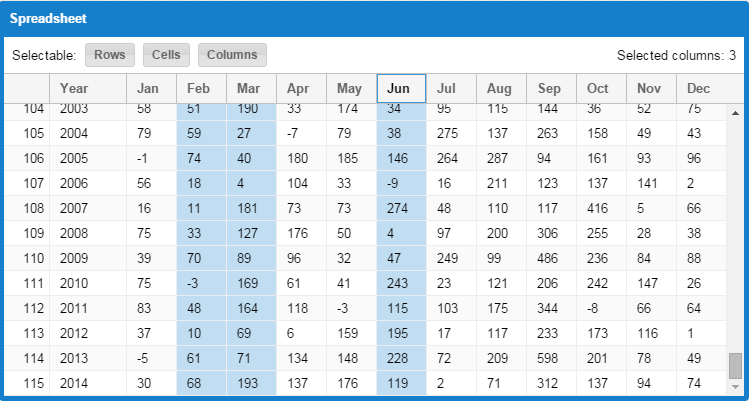 Spreadsheet
Selectable: Rows Cells Columns Selected columns: 3
Year Jan Feb Mar Apr May Jun Jul Aug Sep Oct Nov Dec
104 2003 58 51 190 33 174 34 95 115 144 36 52 75
105 2004 79 59 27 -7 79 38 275 137 263 158 49 43
106 2005 -1 74 40 180 185 146 264 287 94 161 93 96
107 2006 56 18 4 104 33 -9 16 211 123 137 141 2
108 2007 16 11 181 73 73 274 48 110 117 416 5 66
109 2008 75 33 127 176 50 4 97 200 306 255 28 38
110 2009 39 70 89 96 32 47 249 99 486 236 84 88
111 2010 75 -3 169 61 41 243 23 121 206 242 147 26
112 2011 83 48 164 118 -3 115 103 175 344 -8 66 64
113 2012 37 10 69 6 159 195 17 117 233 173 116 1
114 2013 -5 61 71 134 148 228 72 209 598 201 78 49
115 2014 30 68 193 137 176 119 2 71 312 137 94 74